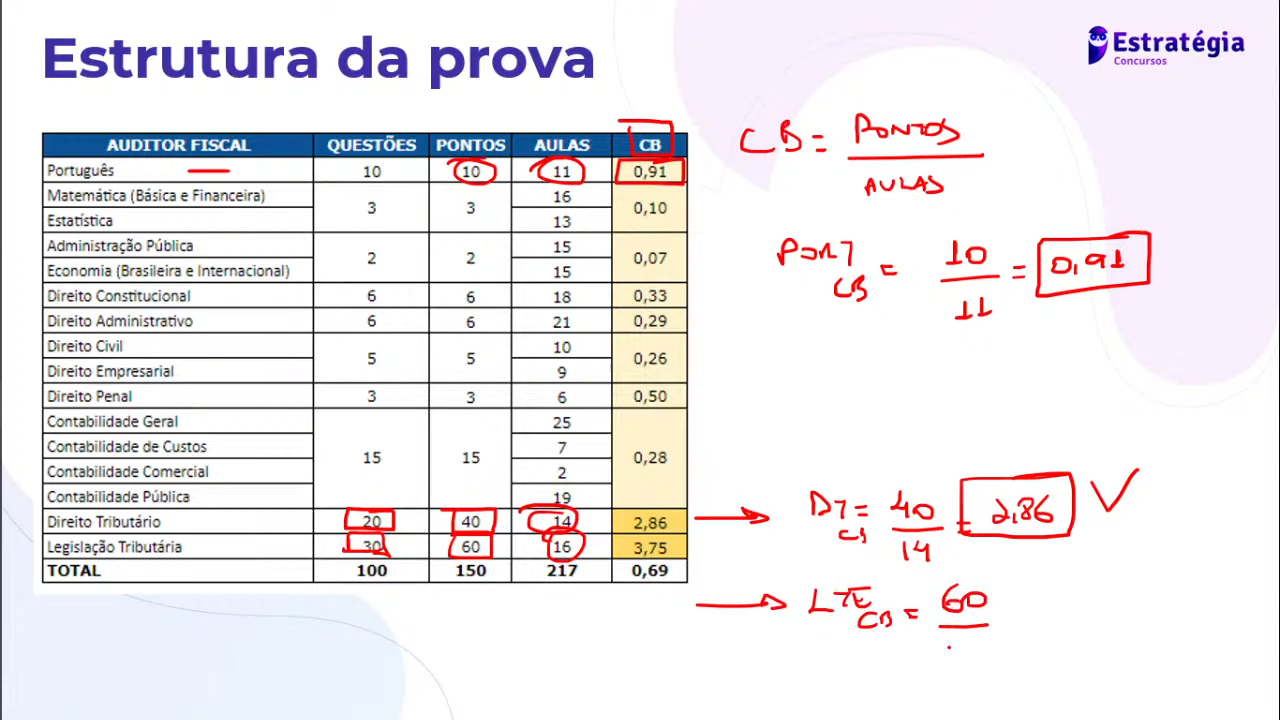 Estrutura da prova
Estratégia
Concursos
AUDITOR FISCAL QUESTÕES PONTOS AULAS CB
Português 10 10 11 0,91
Matemática (Básica e Financeira) 3 3 16 0,10
Estatística 13
Administração Pública 2 2 15 0,07
Economia (Brasileira e Internacional) 15
Direito Constitucional 6 6 18 0,33
Direito Administrativo 6 6 21 0,29
Direito Civil 5 5 10 0,26
Direito Empresarial 9
Direito Penal 3 3 6 0,50
Contabilidade Geral 15 15 25 0,28
Contabilidade de Custos 7
Contabilidade Comercial 2
Contabilidade Pública 19
Direito Tributário 20 40 14 2,86
Legislação Tributária 30 60 16 3,75
TOTAL 100 150 217 0,69
CB = PONTOS
AULAS
PORT CB = 10 = 0,91
11
DT CB = 40 = 2,86
14
LTE CB = 60